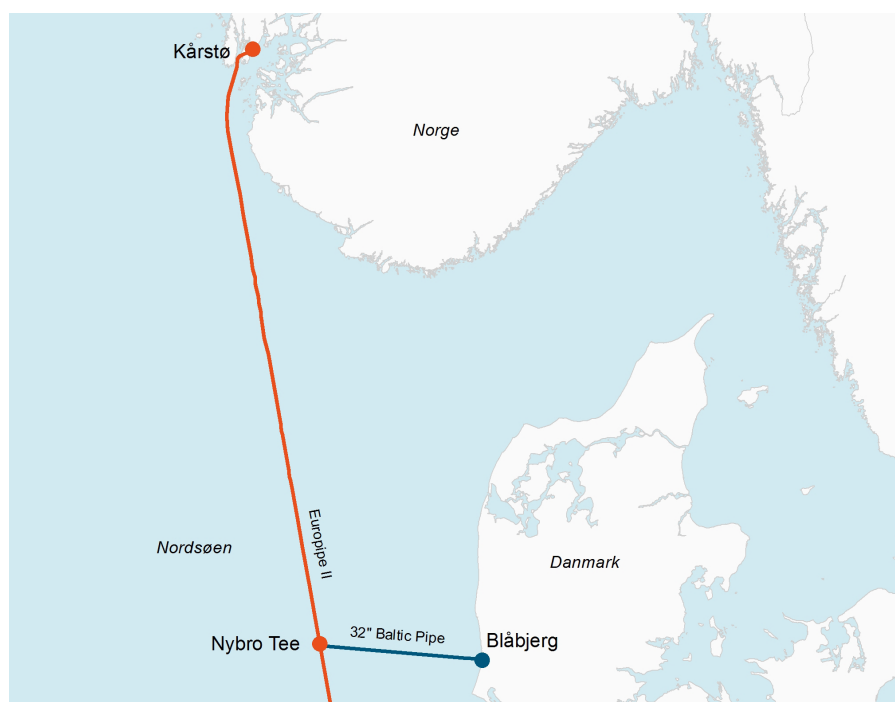 Kårstø
Norge
Europipe II
Nordsøen
Danmark
32" Baltic Pipe
Nybro Tee
Blåbjerg